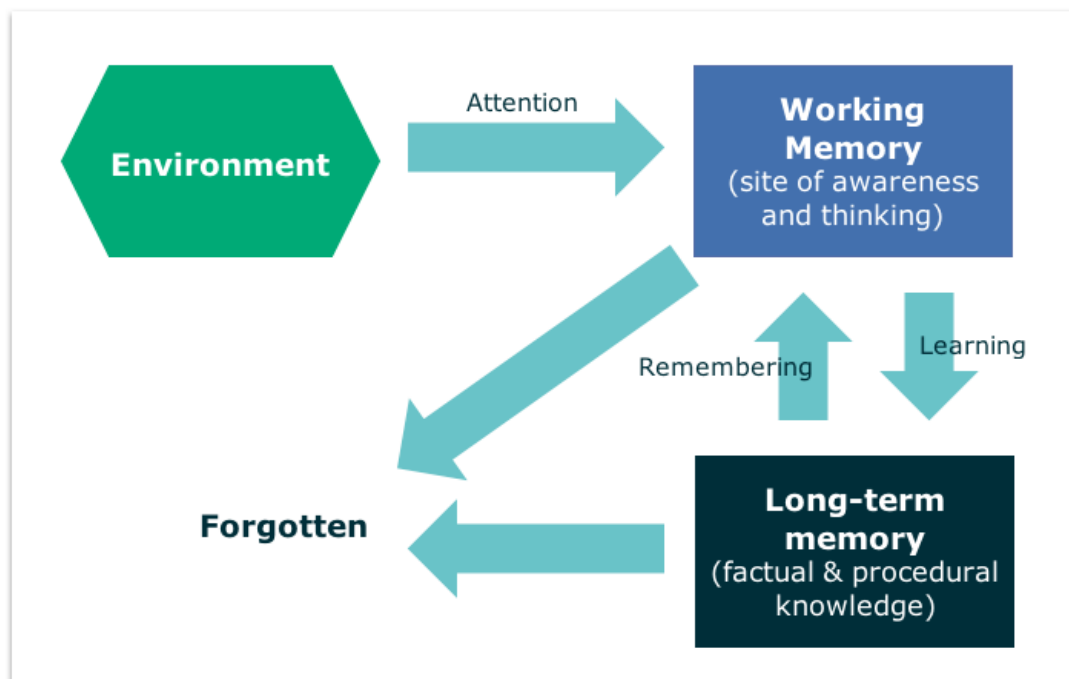 Attention
Environment
Working
Memory
(site of awareness
and thinking)
Remembering
Learning
Forgotten
Long-term
memory
(factual & procedural
knowledge)